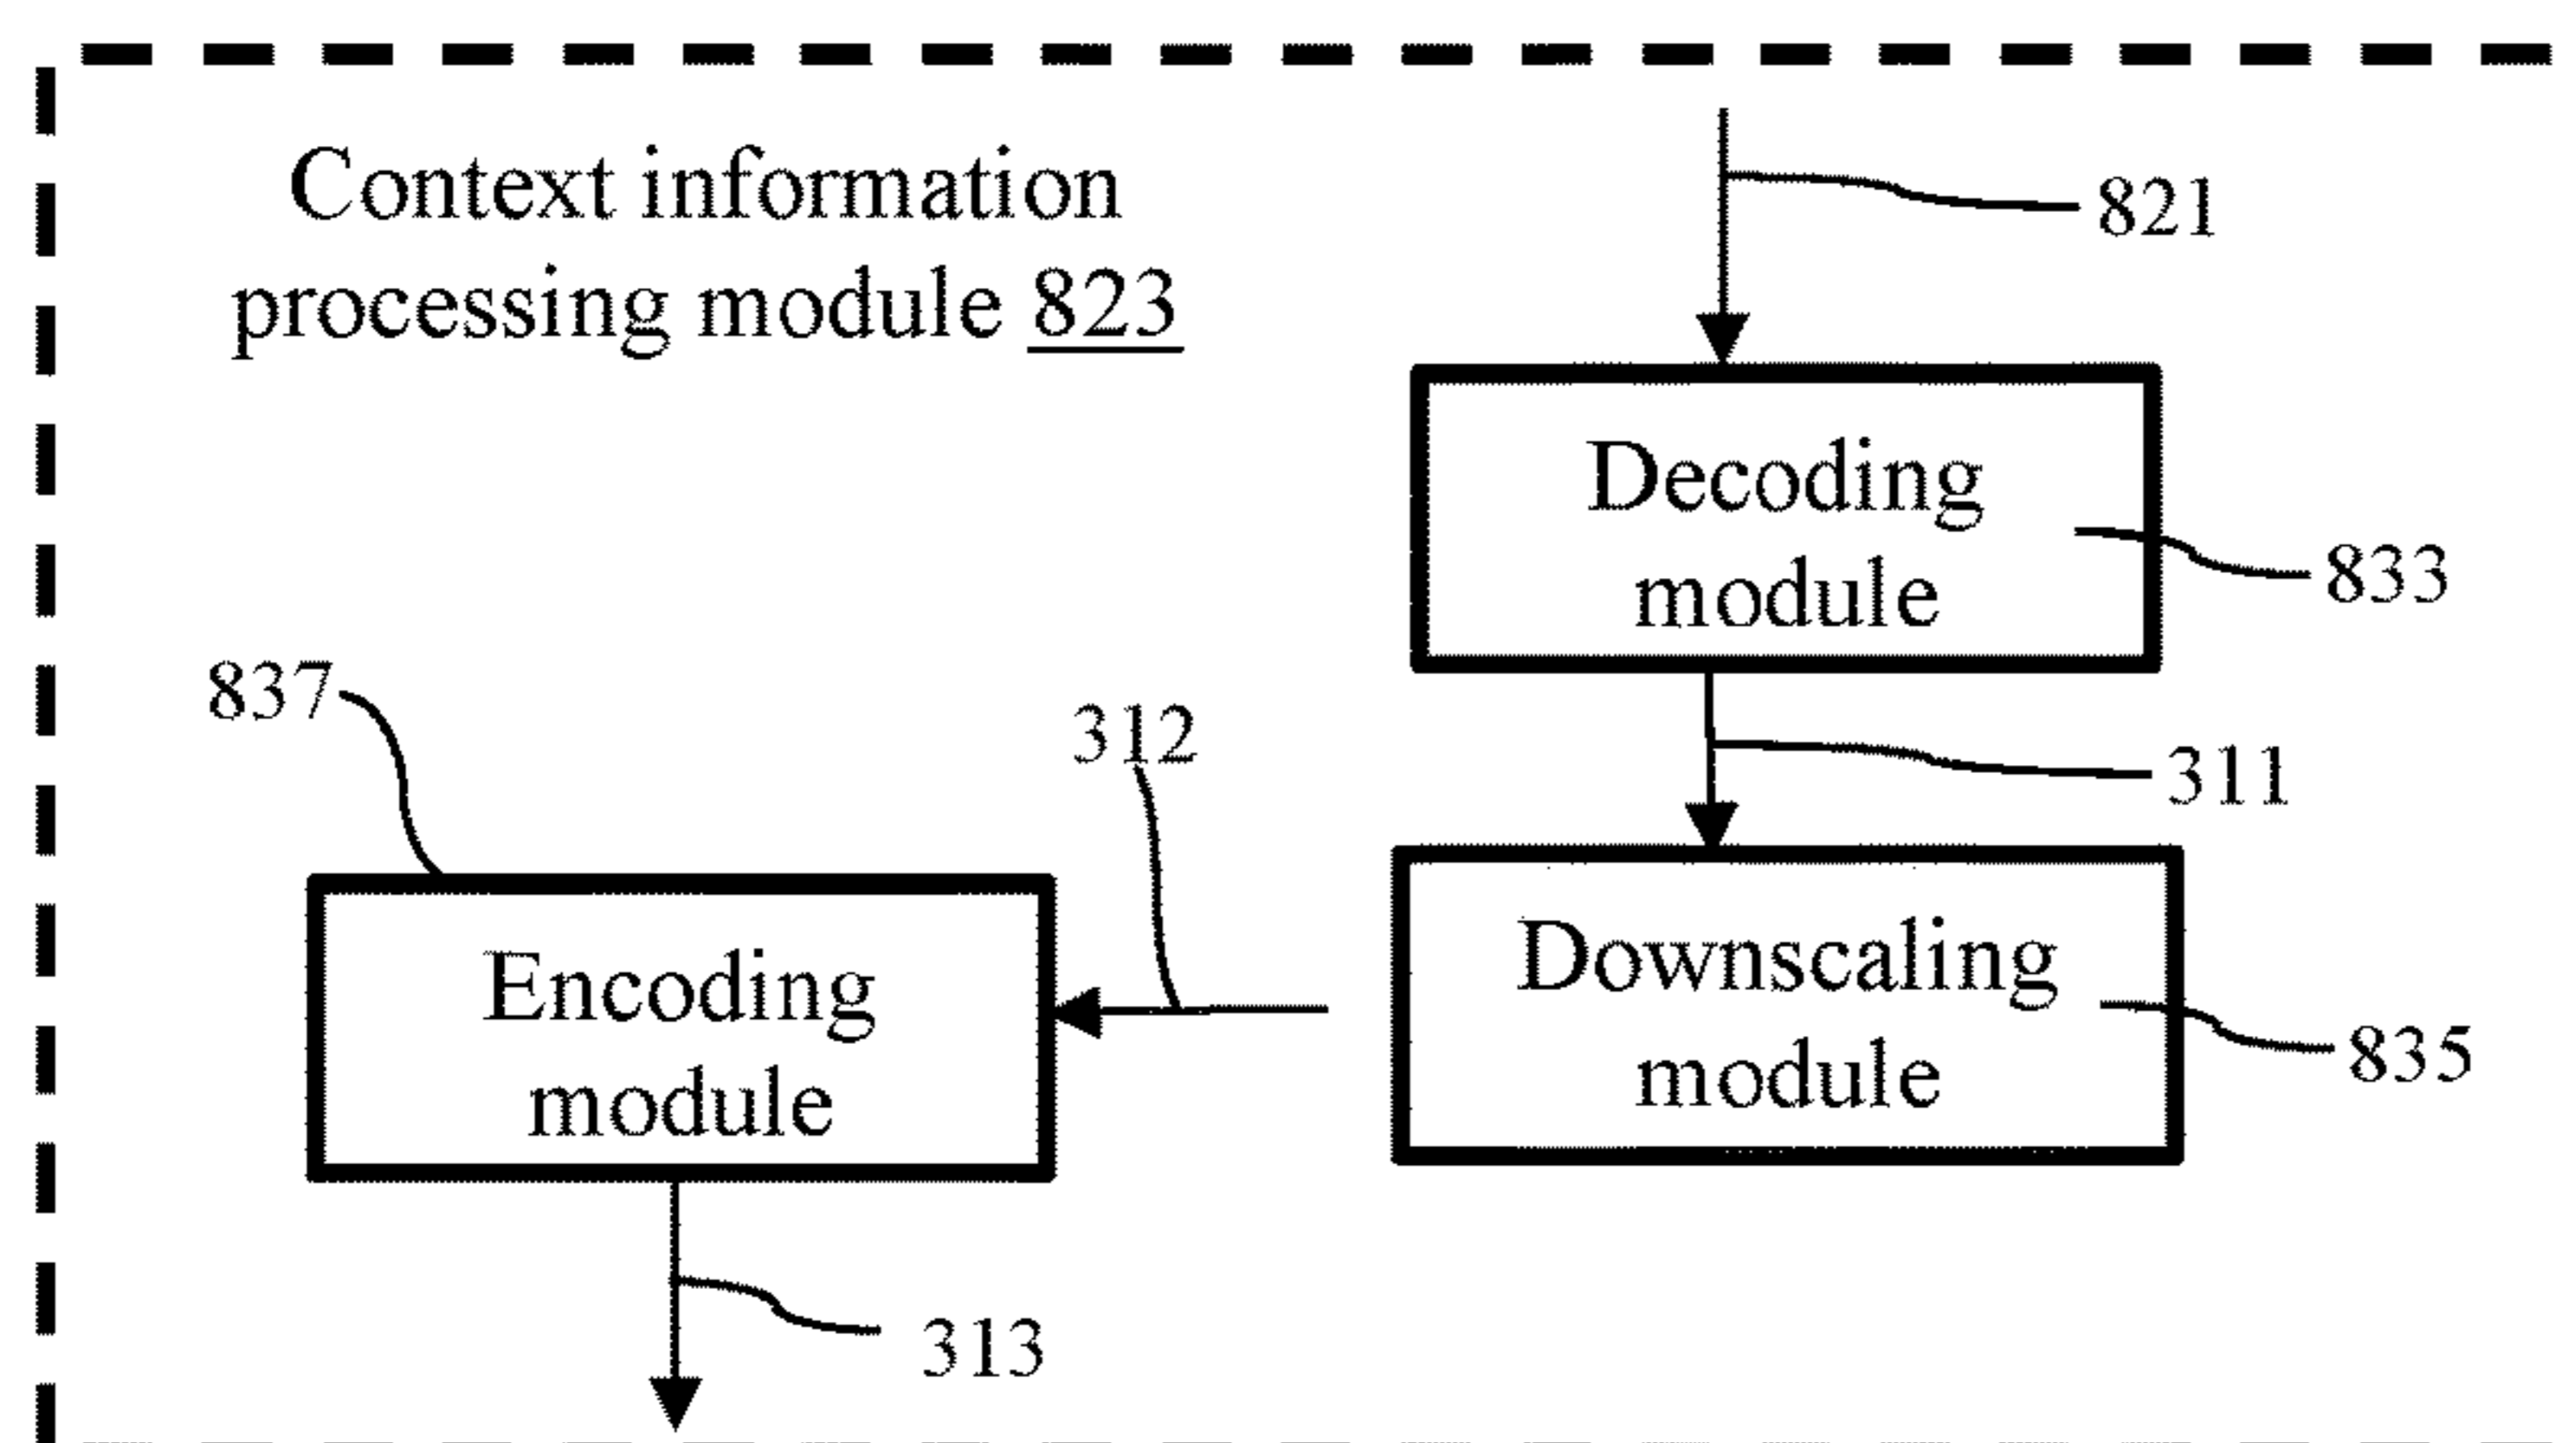 Context information
processing module 823
821
Decoding
module
833
837
312
311
Encoding
module
Downscaling
module
835
313